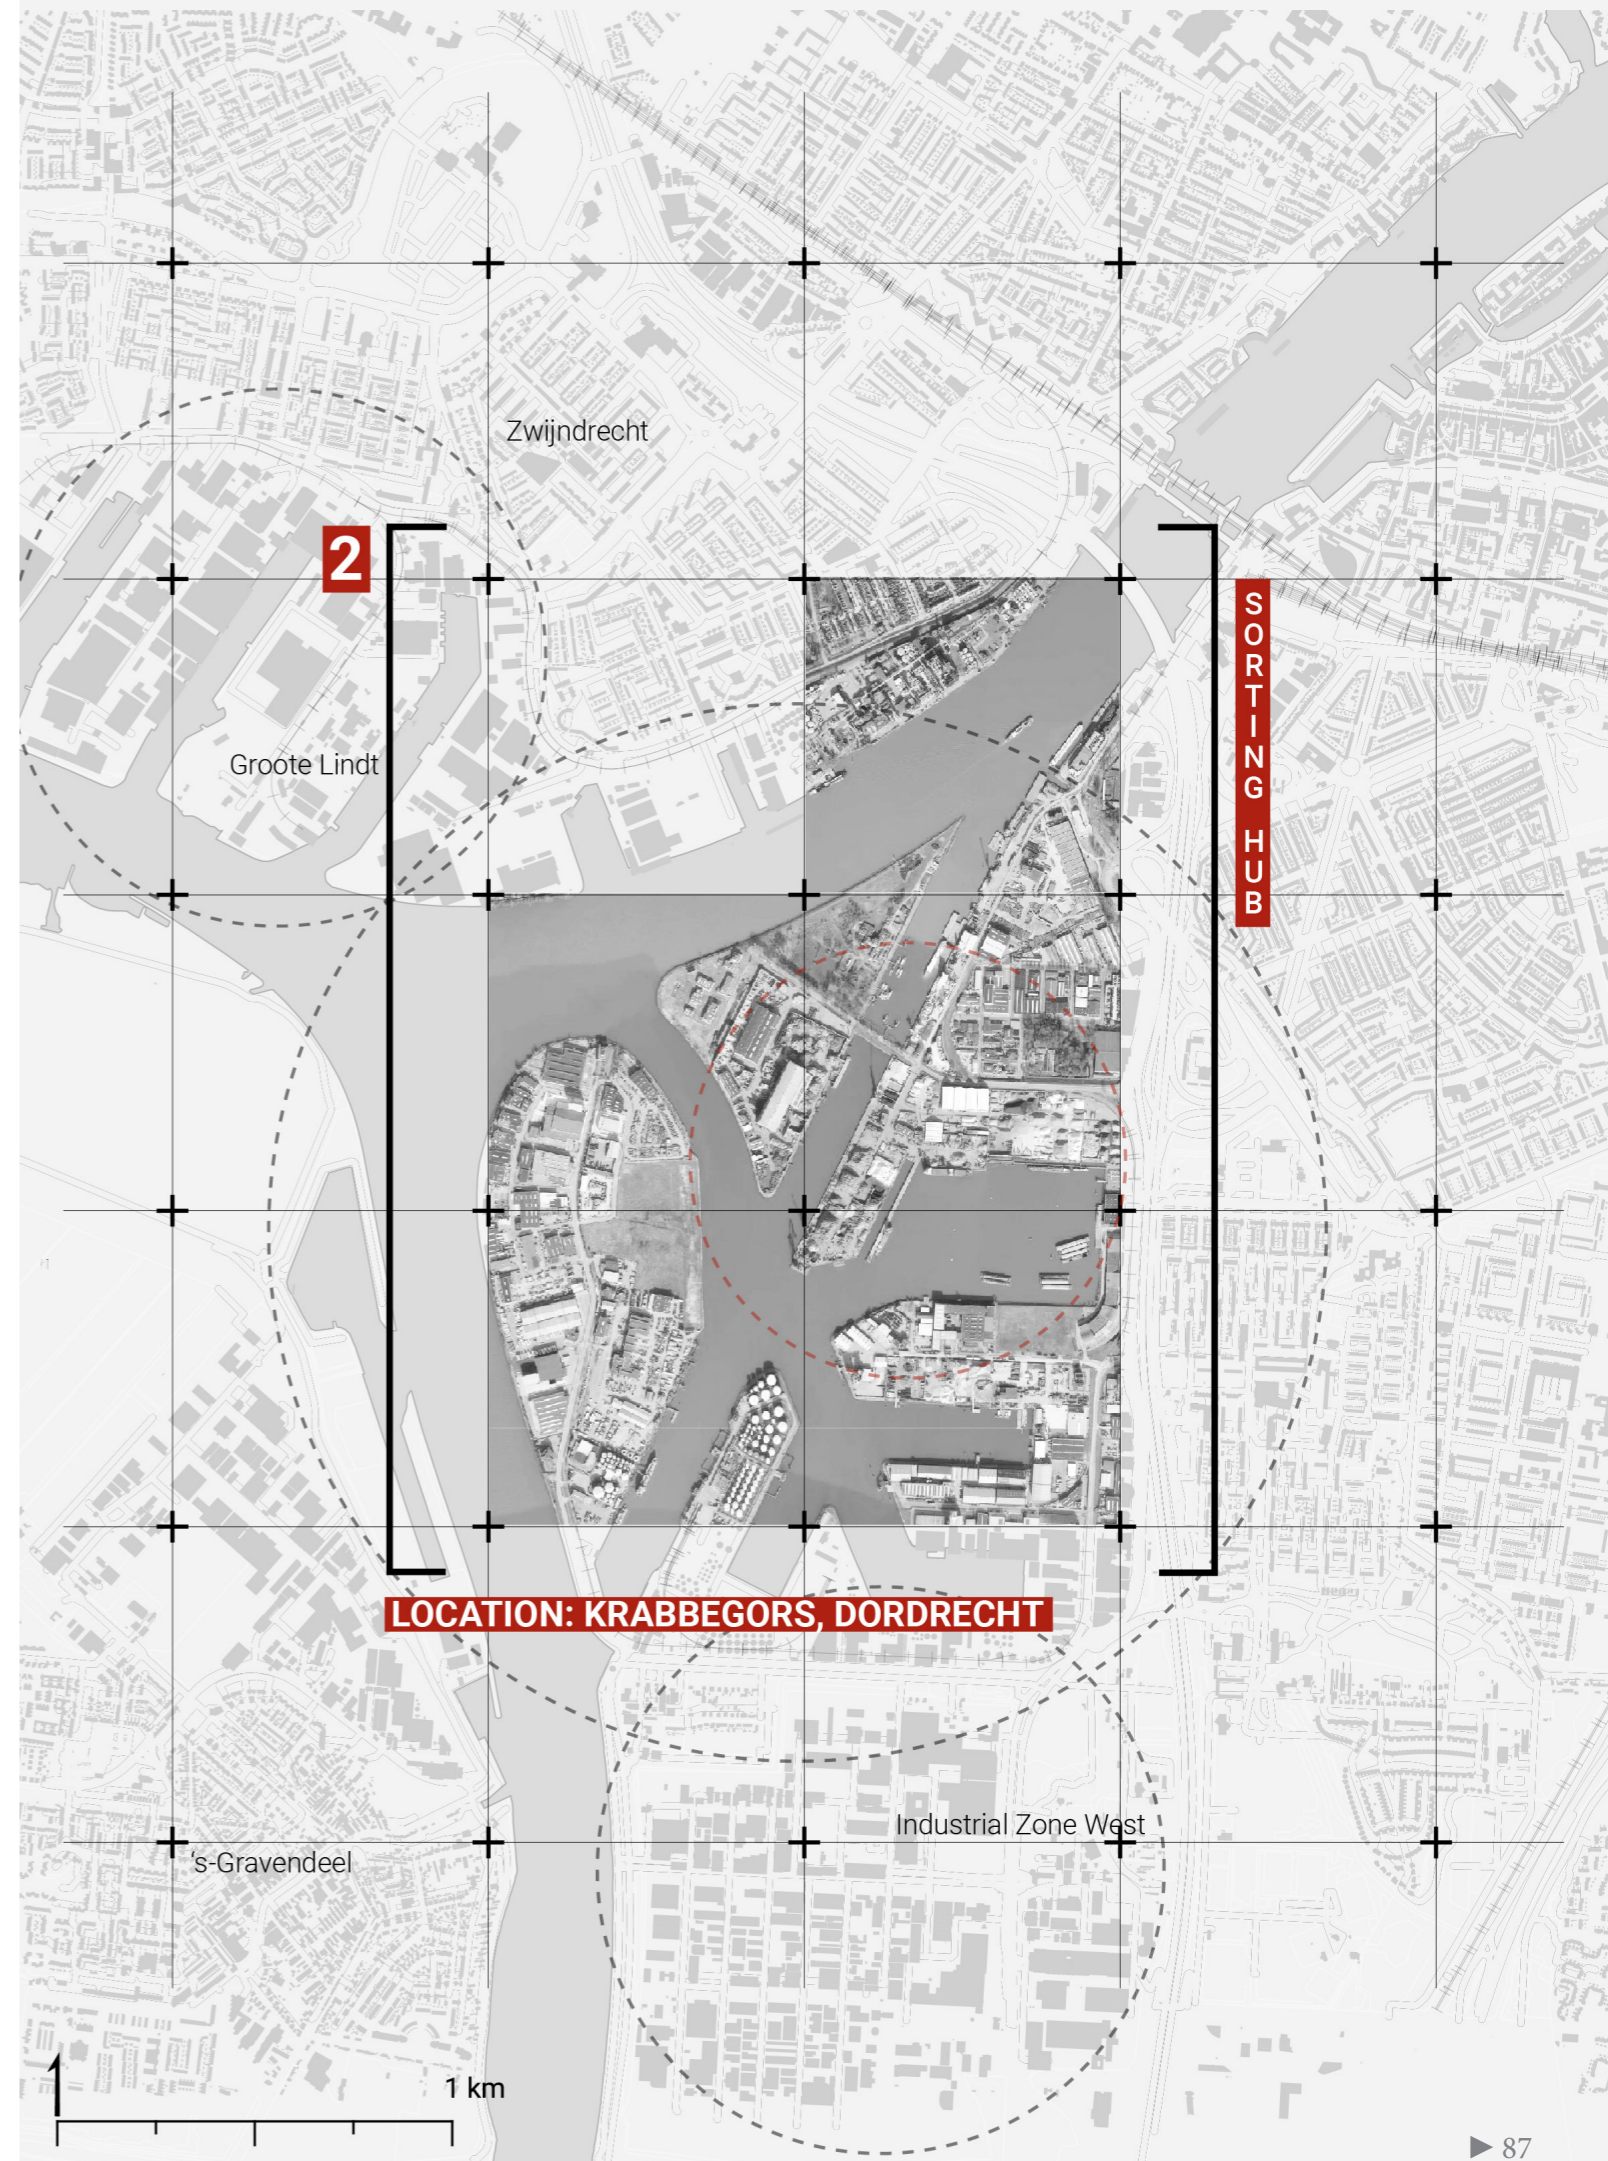 Zwijndrecht
2
SORTING HUB
Groote Lindt
LOCATION: KRABBEGORS, DORDRECHT
Industrial Zone West
's-Gravendeel
1 km
▶ 87